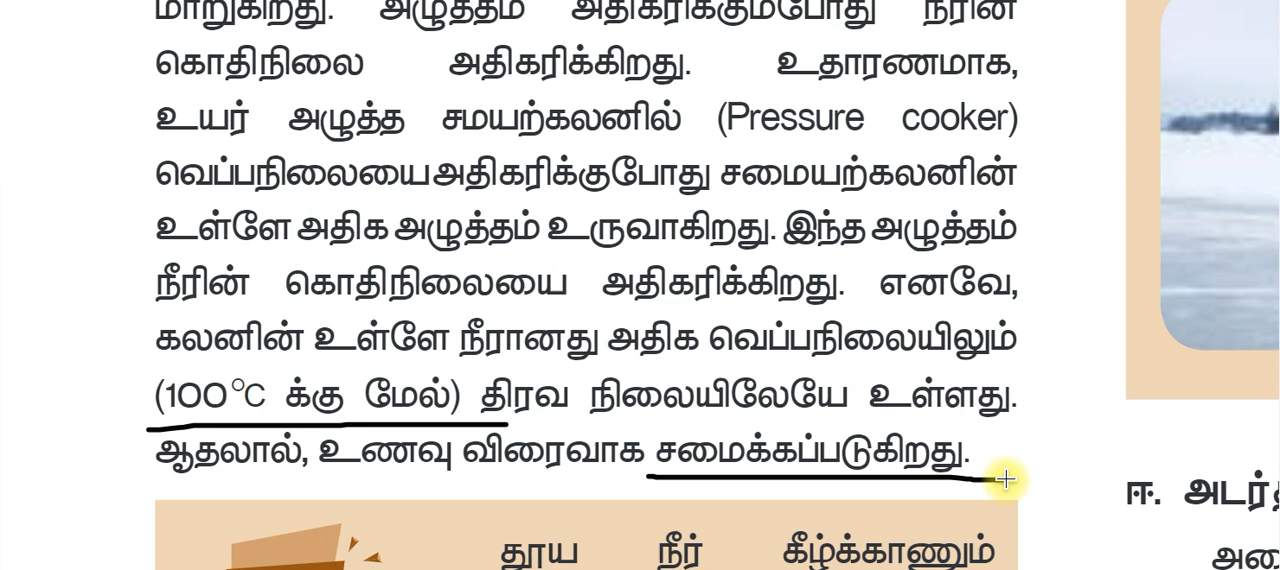 மாறுகிறது. அழுத்தம் அதிகரிக்கும்போது நீரின்
கொதிநிலை அதிகரிக்கிறது. உதாரணமாக,
உயர் அழுத்த சமயற்கலனில் (Pressure cooker)
வெப்பநிலையை அதிகரிக்குபோது சமையற்கலனின்
உள்ளே அதிக அழுத்தம் உருவாகிறது. இந்த அழுத்தம்
நீரின் கொதிநிலையை அதிகரிக்கிறது. எனவே,
கலனின் உள்ளே நீரானது அதிக வெப்பநிலையிலும்
(100°C க்கு மேல்) திரவ நிலையிலேயே உள்ளது.
ஆதலால், உணவு விரைவாக சமைக்கப்படுகிறது.
தூய நீர் கீழ்க்காணும்
ஈ.